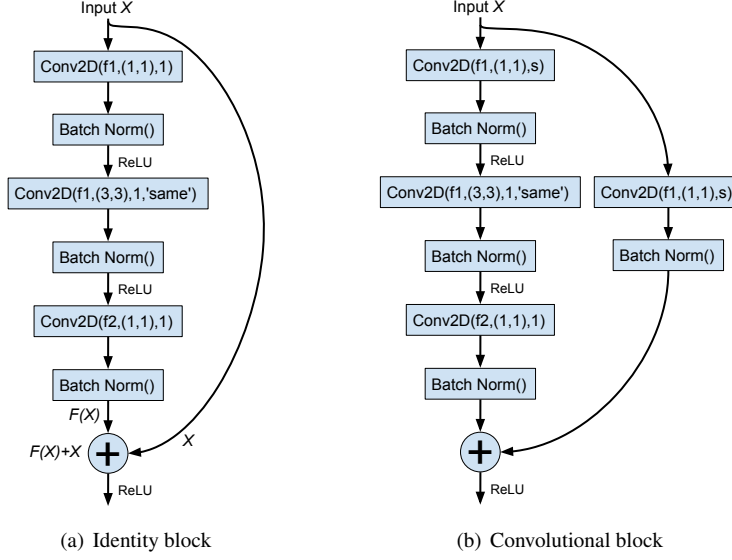 Input X
Conv2D(f1,(1,1),1)
Batch Norm()
ReLU
Conv2D(f1,(3,3),1,'same')
Batch Norm()
ReLU
Conv2D(f2,(1,1),1)
Batch Norm()
F(X)
F(X)+X
+
X
ReLU
(a) Identity block
Input X
Conv2D(f1,(1,1),s)
Batch Norm()
ReLU
Conv2D(f1,(3,3),1,'same')
Conv2D(f1,(1,1),s)
Batch Norm()
Batch Norm()
ReLU
Conv2D(f2,(1,1),1)
Batch Norm()
+
ReLU
(b) Convolutional block